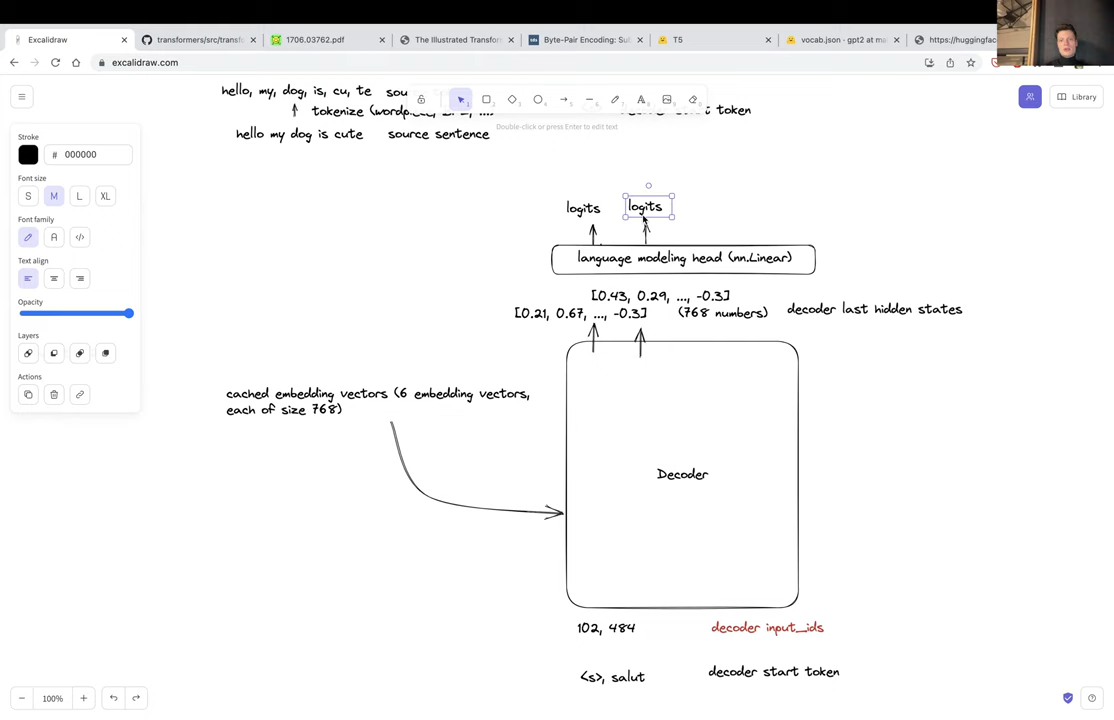 Excalidraw
transformers/src/transf
1706.03762.pdf
The Illustrated Transfor
Byte-Pair Encoding: Sub
T5
vocab.json · gpt2 at ma
https://huggingfac
excalidraw.com
hello, my, dog, is, cu, te
tokenize (wordpie
start token
hello my dog is cute source sentence
Double-click or press Enter to edit text
Library
Stroke
# 000000
Font size
S M L XL
Font family
A </>
Text align
Opacity
Layers
Actions
logits logits
language modeling head (nn.Linear)
[0.43, 0.29, ..., -0.3]
[0.21, 0.67, ..., -0.3] (768 numbers) decoder last hidden states
cached embedding vectors (6 embedding vectors,
each of size 768)
Decoder
102, 484 decoder input_ids
<s>, salut decoder start token
100%